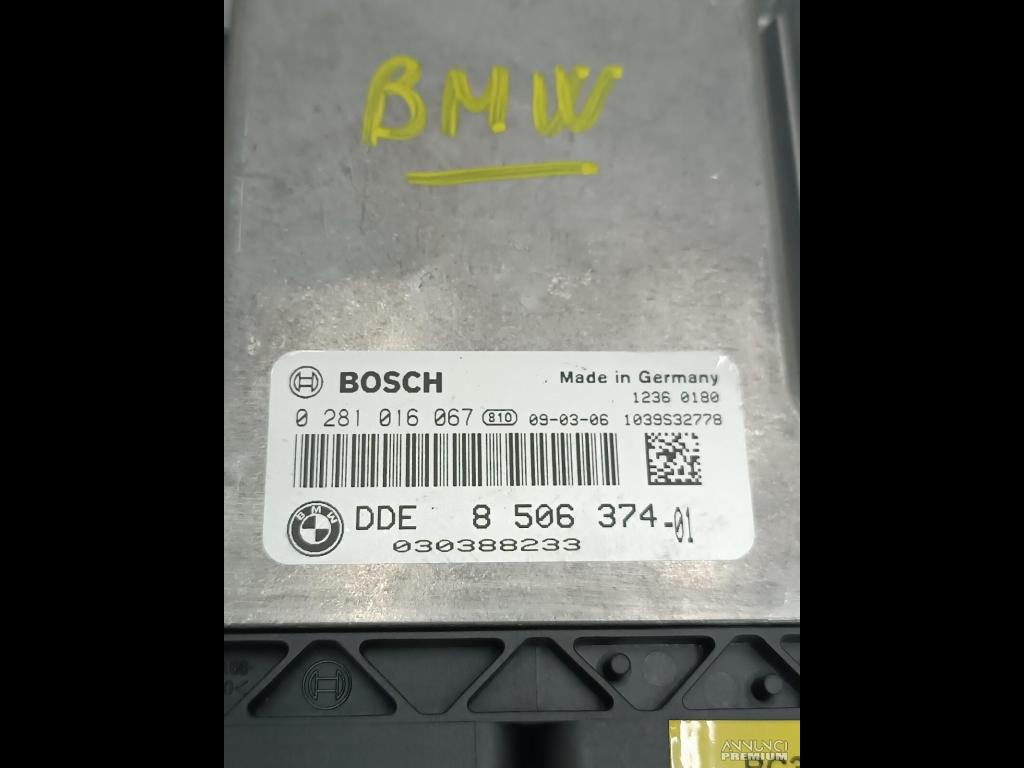 BMW
BOSCH
Made in Germany
1236 0180
0 281 016 067 810 09-03-06 1039S32778
BMW DDE 8 506 374-01
030388233
ANNUNCI
PREMIUM